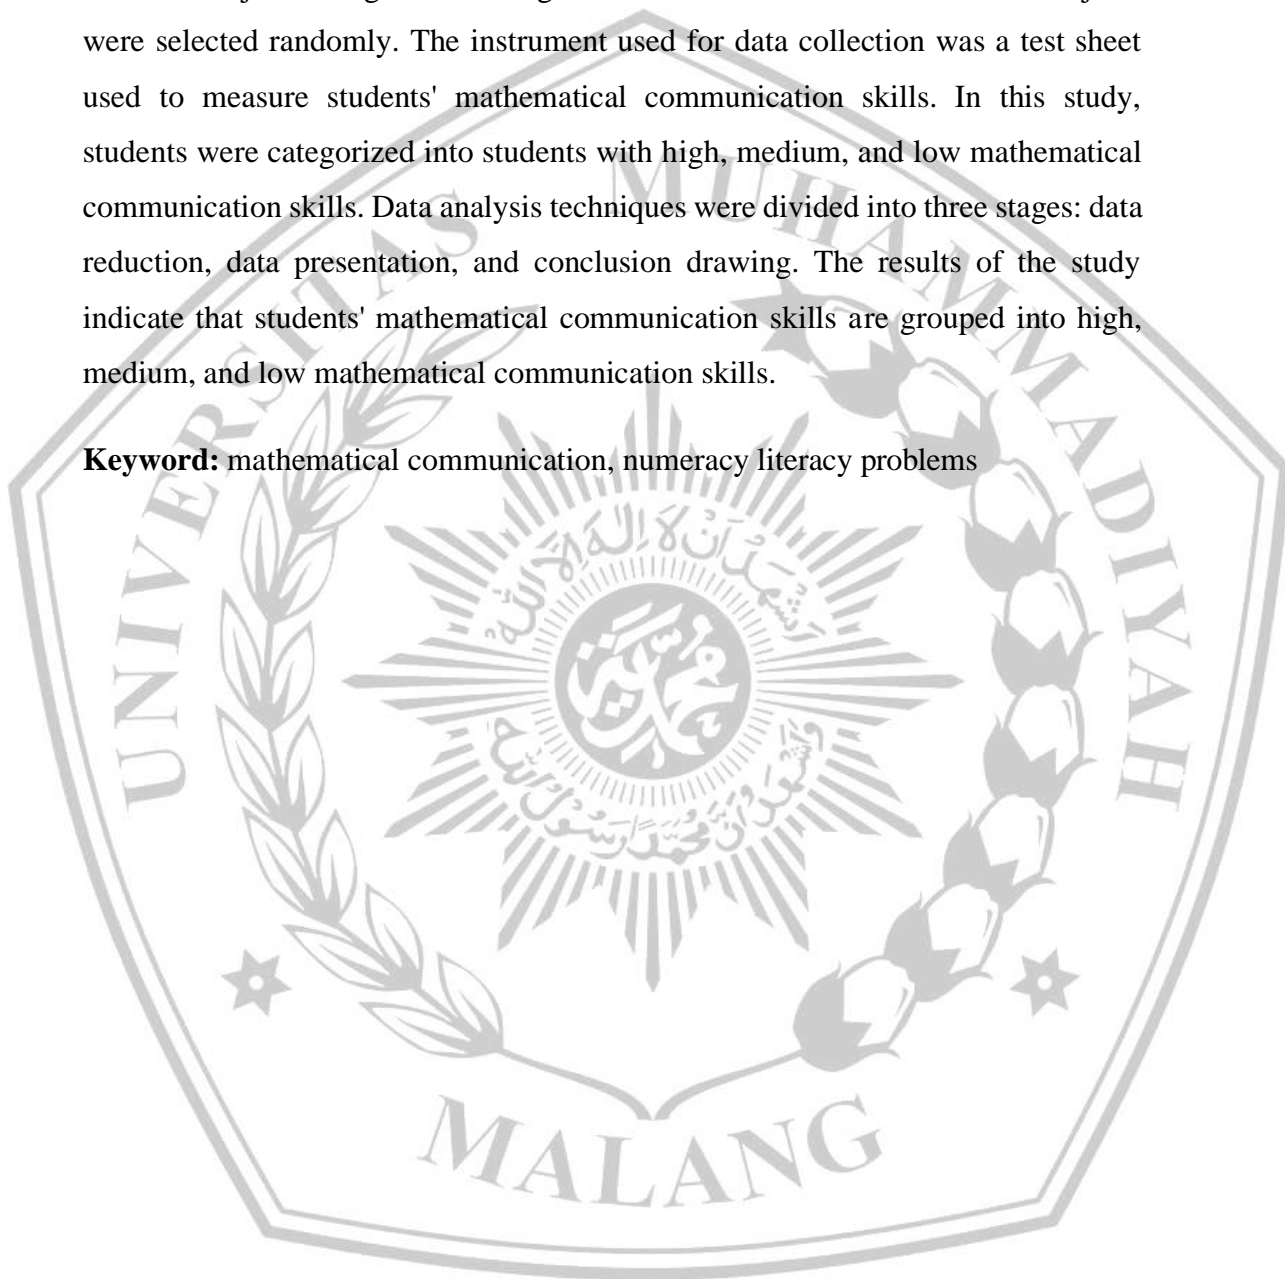 were selected randomly. The instrument used for data collection was a test sheet
used to measure students' mathematical communication skills. In this study,
students were categorized into students with high, medium, and low mathematical
communication skills. Data analysis techniques were divided into three stages: data
reduction, data presentation, and conclusion drawing. The results of the study
indicate that students' mathematical communication skills are grouped into high,
medium, and low mathematical communication skills.
Keyword: mathematical communication, numeracy literacy problems
UNIVERSITAS MUHAMMADIYAH
MALANG